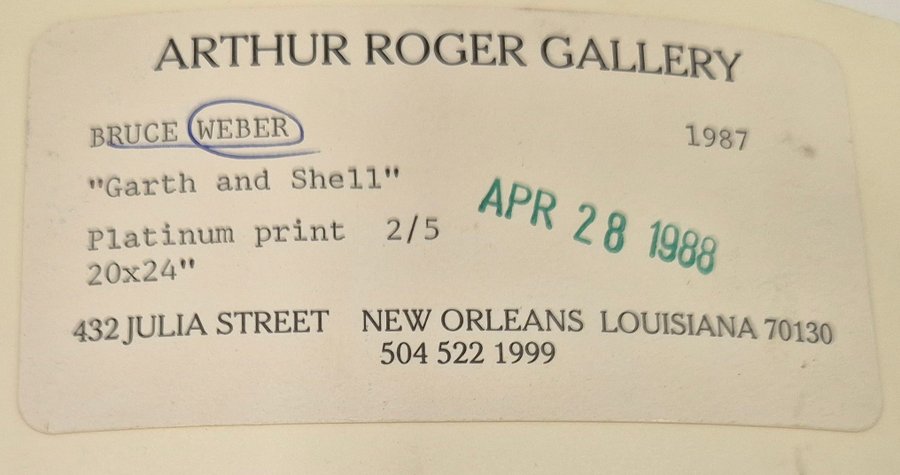 ARTHUR ROGER GALLERY
BRUCE WEBER 1987
"Garth and Shell"
Platinum print 2/5
APR 28 1988
20x24"
432 JULIA STREET NEW ORLEANS LOUISIANA 70130
504 522 1999